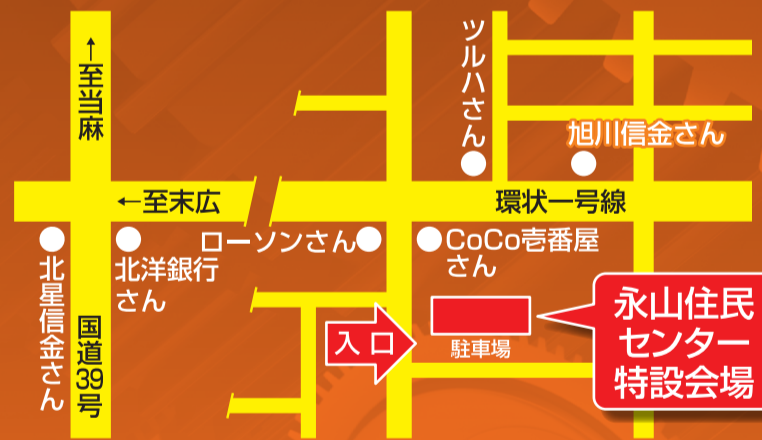 ↑至当麻
ツルハさん
旭川信金さん
←至末広
環状一号線
北星信金さん
北洋銀行
さん
ローソンさん
CoCo壱番屋
さん
国道39号
入口
駐車場
永山住民
センター
特設会場